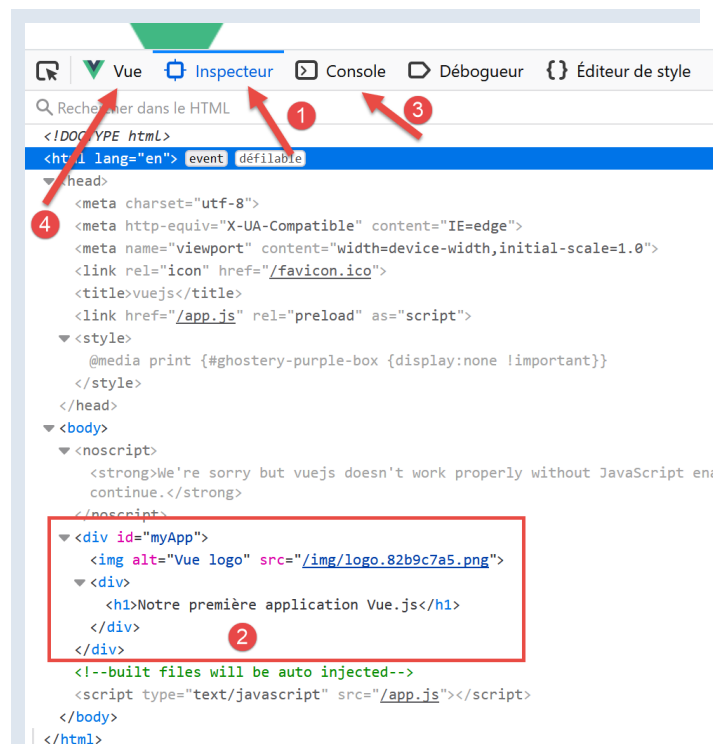 Vue Inspecteur Console Débogueur {} Éditeur de style
Rechercher dans le HTML
1
3
<!DOCTYPE html>
<html lang="en"> event défilable
<head>
4
<meta charset="utf-8">
<meta http-equiv="X-UA-Compatible" content="IE=edge">
<meta name="viewport" content="width=device-width,initial-scale=1.0">
<link rel="icon" href="/favicon.ico">
<title>vuejs</title>
<link href="/app.js" rel="preload" as="script">
<style>
@media print {#ghostery-purple-box {display:none !important}}
</style>
</head>
<body>
<noscript>
<strong>We're sorry but vuejs doesn't work properly without JavaScript ena
continue.</strong>
</noscript>
<div id="myApp">
<img alt="Vue logo" src="/img/logo.82b9c7a5.png">
<div>
<h1>Notre première application Vue.js</h1>
</div>
2
</div>
<!--built files will be auto injected-->
<script type="text/javascript" src="/app.js"></script>
</body>
</html>